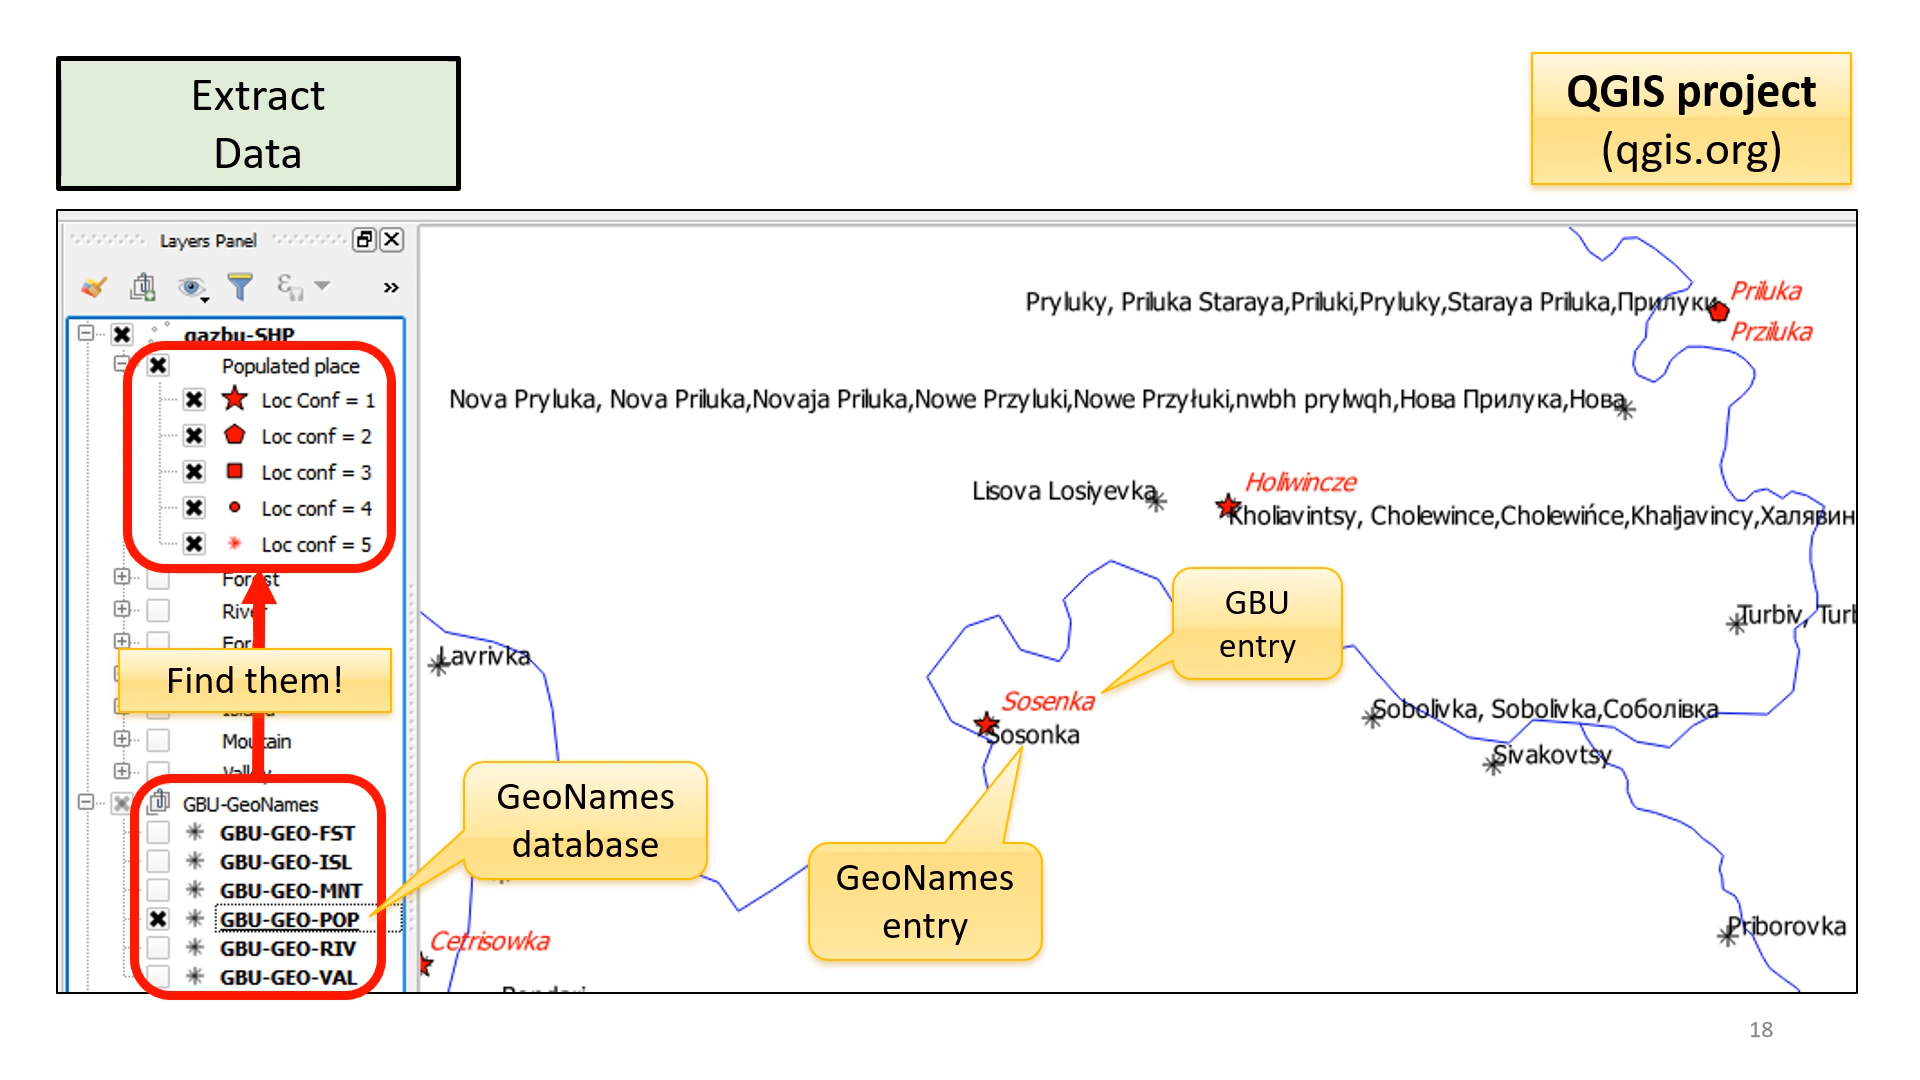 Extract
Data
QGIS project
(qgis.org)
Layers Panel
»
gazbu-SHP
Populated place
Loc Conf = 1
Loc conf = 2
Loc conf = 3
Loc conf = 4
Loc conf = 5
Forest
River
Find them!
Island
Moutain
Valley
GBU-GeoNames
GBU-GEO-FST
GBU-GEO-ISL
GBU-GEO-MNT
GBU-GEO-POP
GBU-GEO-RIV
GBU-GEO-VAL
Priluka
Pryluky, Priluka Staraya,Priluki,Pryluky,Staraya Priluka,Прилуки
Prziluka
Nova Pryluka, Nova Priluka,Novaja Priluka,Nowe Przyluki,Nowe Przyłuki,nwbh prylwqh,Нова Прилука,Нова
Holiwincze
Lisova Losiyevka
Kholiavintsy, Cholewince,Cholewińce,Khaljavincy,Халявин
GBU
entry
Turbiv, Turb
Lavrivka
Sosenka
Sosonka
Sobolivka, Sobolivka,Соболівка
Sivakovtsy
GeoNames
database
GeoNames
entry
Priborovka
Cetrisowka
18